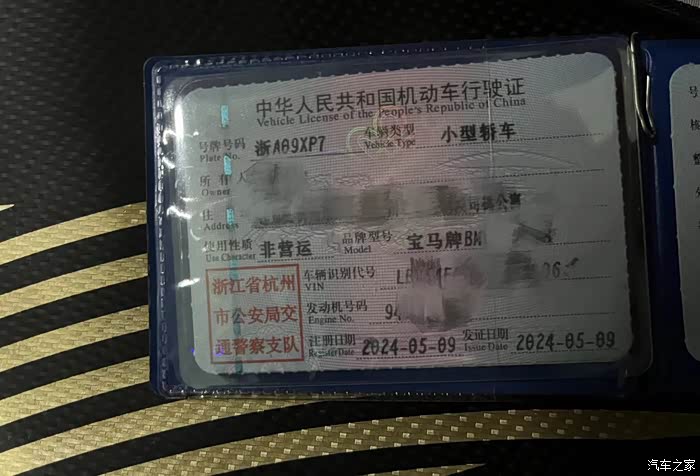 中华人民共和国机动车行驶证
Vehicle License of the People's Republic of China
号牌号码 浙A09XP7 车辆类型 小型轿车
Plate No. Vehicle Type
所有人
Owner
住
Address
使用性质 非营运 品牌型号 宝马牌BM
Use Character Model
浙江省杭州
市公安局交
通警察支队
车辆识别代号
VIN
发动机号码 94
Engine No.
注册日期 2024-05-09 发证日期 2024-05-09
Register Date Issue Date
号
汽车之家